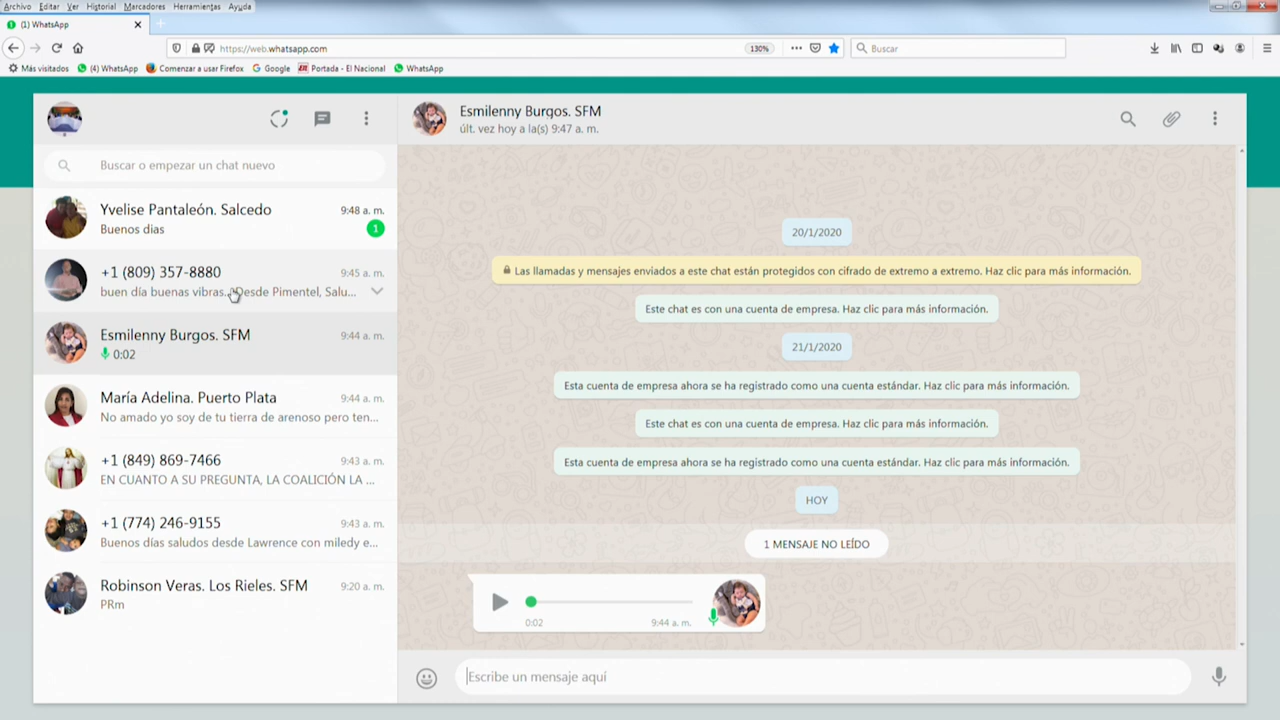 Archivo Editar Ver Historial Marcadores Herramientas Ayuda
(1) WhatsApp
https://web.whatsapp.com
130%
Buscar
Más visitados (4) WhatsApp Comenzar a usar Firefox Google Portada - El Nacional WhatsApp
Buscar o empezar un chat nuevo
Yvelise Pantaleón. Salcedo 9:48 a. m.
Buenos dias 1
+1 (809) 357-8880 9:45 a. m.
buen día buenas vibras. Desde Pimentel, Salu...
Esmilenny Burgos. SFM 9:44 a. m.
0:02
María Adelina. Puerto Plata 9:44 a. m.
No amado yo soy de tu tierra de arenoso pero ten...
+1 (849) 869-7466 9:43 a. m.
EN CUANTO A SU PREGUNTA, LA COALICIÓN LA ...
+1 (774) 246-9155 9:43 a. m.
Buenos días saludos desde Lawrence con miledy e...
Robinson Veras. Los Rieles. SFM 9:20 a. m.
PRm
Esmilenny Burgos. SFM
últ. vez hoy a la(s) 9:47 a. m.
20/1/2020
Las llamadas y mensajes enviados a este chat están protegidos con cifrado de extremo a extremo. Haz clic para más información.
Este chat es con una cuenta de empresa. Haz clic para más información.
21/1/2020
Esta cuenta de empresa ahora se ha registrado como una cuenta estándar. Haz clic para más información.
Este chat es con una cuenta de empresa. Haz clic para más información.
Esta cuenta de empresa ahora se ha registrado como una cuenta estándar. Haz clic para más información.
HOY
1 MENSAJE NO LEÍDO
0:02 9:44 a. m.
Escribe un mensaje aquí